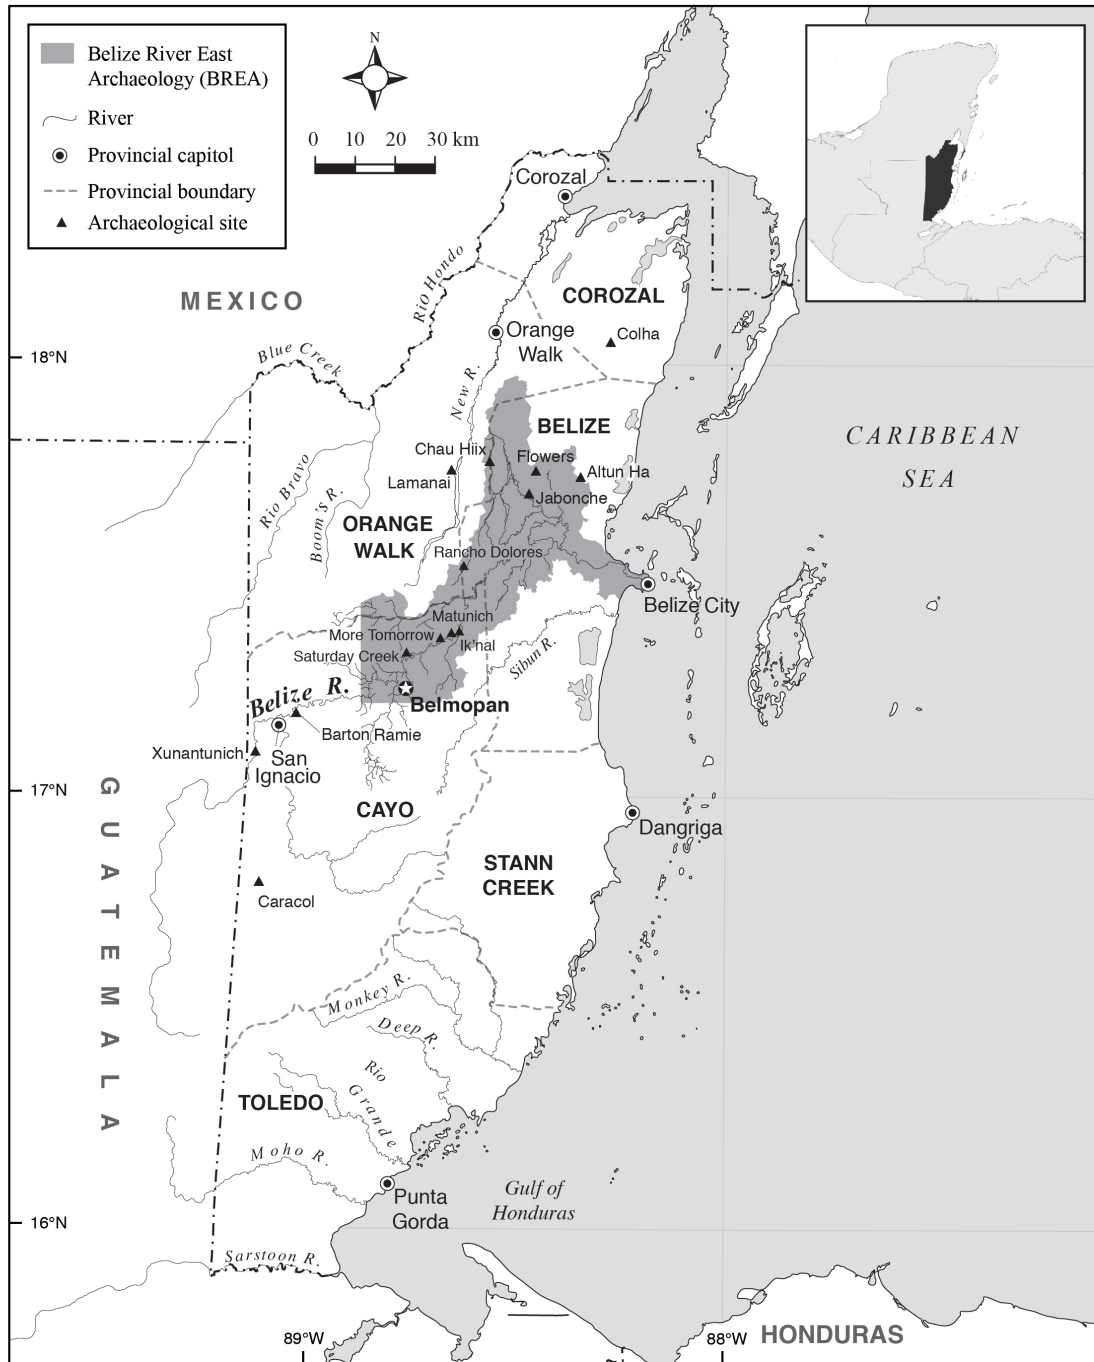 Belize River East
Archaeology (BREA)
River
Provincial capitol
Provincial boundary
Archaeological site
N
0 10 20 30 km
Corozal
Rio Hondo
MEXICO
COROZAL
Orange
Walk
Colha
18°N
Blue Creek
New R.
BELIZE
CARIBBEAN
SEA
Chau Hiix
Flowers
Altun Ha
Lamanai
Jabonche
Rio Bravo
Boom's R.
ORANGE
WALK
Rancho Dolores
Belize City
Matunich
More Tomorrow
Ik'nal
Saturday Creek
Sibun R.
Belize R.
Belmopan
Barton Ramie
Xunantunich
San
Ignacio
17°N
GUATEMALA
CAYO
Dangriga
STANN
CREEK
Caracol
Monkey R.
Deep R.
Rio
Grande
TOLEDO
Moho R.
Punta
Gorda
Gulf of
Honduras
16°N
Sarstoon R.
89°W
88°W
HONDURAS